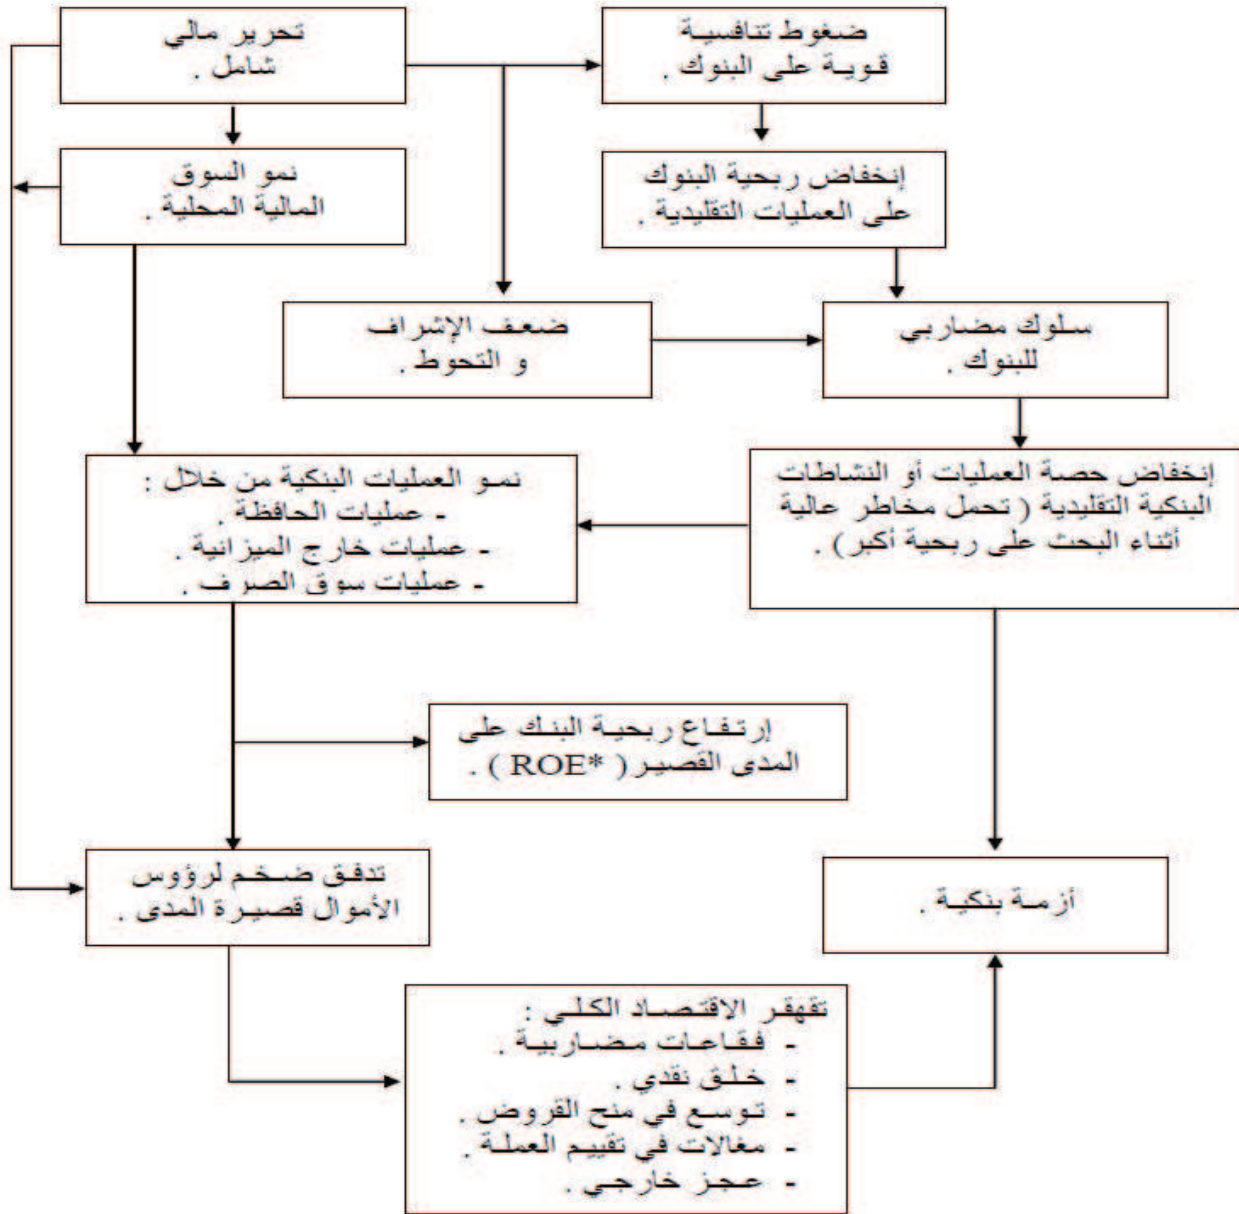 تحرير مالي
شامل .
ضغوط تنافسية
قوية على البنوك .
نمو السوق
المالية المحلية .
إنخفاض ربحية البنوك
على العمليات التقليدية .
ضعف الإشراف
و التحوط .
سلوك مضاربي
للبنوك .
نمو العمليات البنكية من خلال :
- عمليات الحافظة .
- عمليات خارج الميزانية .
- عمليات سوق الصرف .
إنخفاض حصة العمليات أو النشاطات
البنكية التقليدية ( تحمل مخاطر عالية
أثناء البحث على ربحية أكبر) .
إرتفاع ربحية البنك على
المدى القصير( ROE* ) .
تدفق ضخم لرؤوس
الأموال قصيرة المدى .
أزمة بنكية .
تقهقر الاقتصاد الكلي :
- فقاعات مضاربية .
- خلق نقدي .
- توسع في منح القروض .
- مغالات في تقييم العملة .
- عجز خارجي .